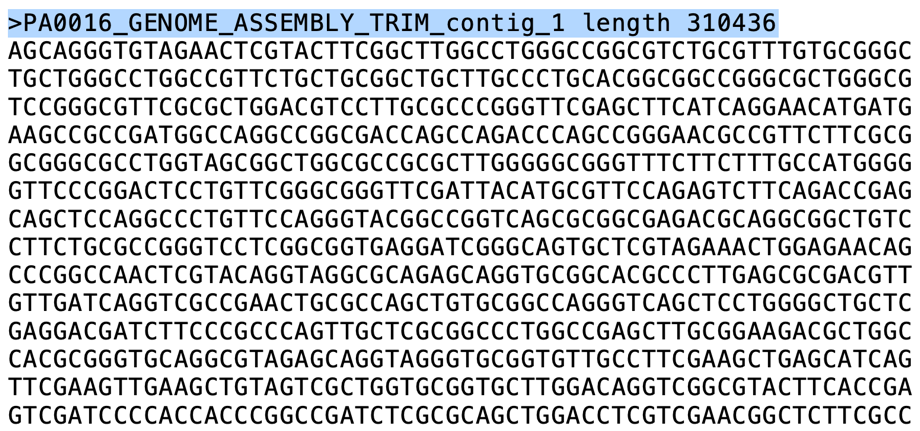 >PA0016_GENOME_ASSEMBLY_TRIM_contig_1 length 310436
AGCAGGGTGTAGAACTCGTACTTCGGCTTGGCCTGGGCCGGCGTCTGCGTTTGTGCGGGC
TGCTGGGCCTGGCCGTTCTGCTGCGGCTGCTTGCCCTGCACGGCGGCCGGGCGCTGGGCG
TCCGGGCGTTCGCGCTGGACGTCCTTGCGCCCGGGTTCGAGCTTCATCAGGAACATGATG
AAGCCGCCGATGGCCAGGCCGGCGACCAGCCAGACCCAGCCGGGAACGCCGTTCTTCGCG
GCGGGCGCCTGGTAGCGGCTGGCGCCGCGCTTGGGGGCGGGTTTCTTCTTTGCCATGGGG
GTTCCCGGACTCCTGTTCGGGCGGGTTCGATTACATGCGTTCCAGAGTCTTCAGACCGAG
CAGCTCCAGGCCCTGTTCCAGGGTACGGCCGGTCAGCGCGGCGAGACGCAGGCGGCTGTC
CTTCTGCGCCGGGTCCTCGGCGGTGAGGATCGGGCAGTGCTCGTAGAAACTGGAGAACAG
CCCGGCCAACTCGTACAGGTAGGCGCAGAGCAGGTGCGGCACGCCCTTGAGCGCGACGTT
GTTGATCAGGTCGCCGAACTGCGCCAGCTGTGCGGCCAGGGTCAGCTCCTGGGGCTGCTC
GAGGACGATCTTCCCGCCCAGTTGCTCGCGGCCCTGGCCGAGCTTGCGGAAGACGCTGGC
CACGCGGGTGCAGGCGTAGAGCAGGTAGGGTGCGGTGTTGCCTTCGAAGCTGAGCATCAG
TTCGAAGTTGAAGCTGTAGTCGCTGGTGCGGTGCTTGGACAGGTCGGCGTACTTCACCGA
GTCGATCCCCACCACCCGGCCGATCTCGCGCAGCTGGACCTCGTCGAACGGCTCTTCGCC